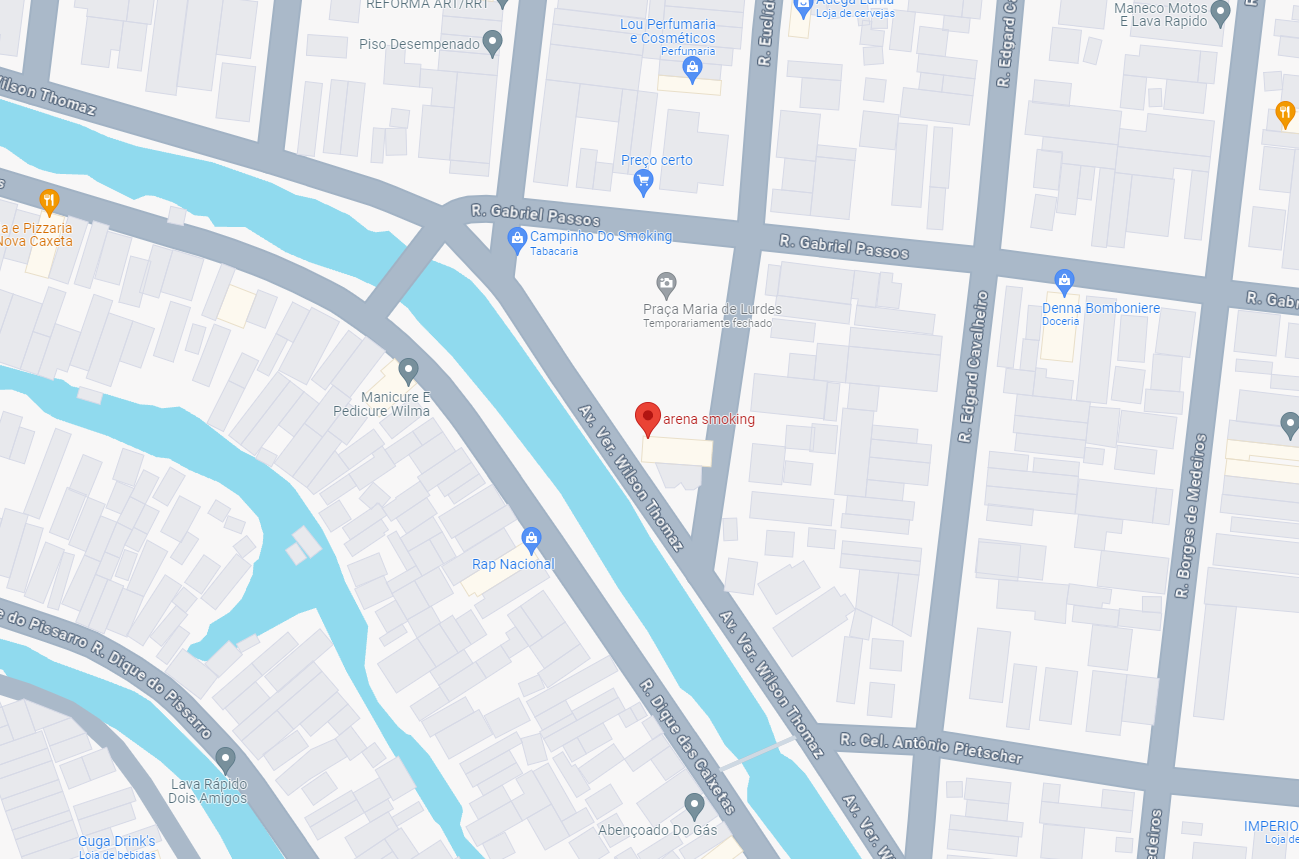 REFORMA ART/RRT
Adega Luma
Loja de cervejas
Maneco Motos
E Lava Rapido
Lou Perfumaria
e Cosméticos
Perfumaria
Piso Desempenado
R. Euclid
R. Edgard C
R
ilson Thomaz
Preço certo
s
R. Gabriel Passos
a e Pizzaria
Nova Caxeta
Campinho Do Smoking
Tabacaria
R. Gabriel Passos
Praça Maria de Lurdes
Temporariamente fechado
Denna Bomboniere
Doceria
R. Gabr
R. Edgard Cavalheiro
Manicure E
Pedicure Wilma
arena smoking
Av. Ver. Wilson Thomaz
R. Borges de Medeiros
Rap Nacional
e do Pissarro
R. Dique do Pissarro
Av. Ver. Wilson Thomaz
R. Dique das Caixetas
R. Cel. Antônio Pietscher
Lava Rápido
Dois Amigos
Av. Ver. W
Abençoado Do Gás
edeiros
IMPERIO
Loja de
Guga Drink's
Loja de bebidas